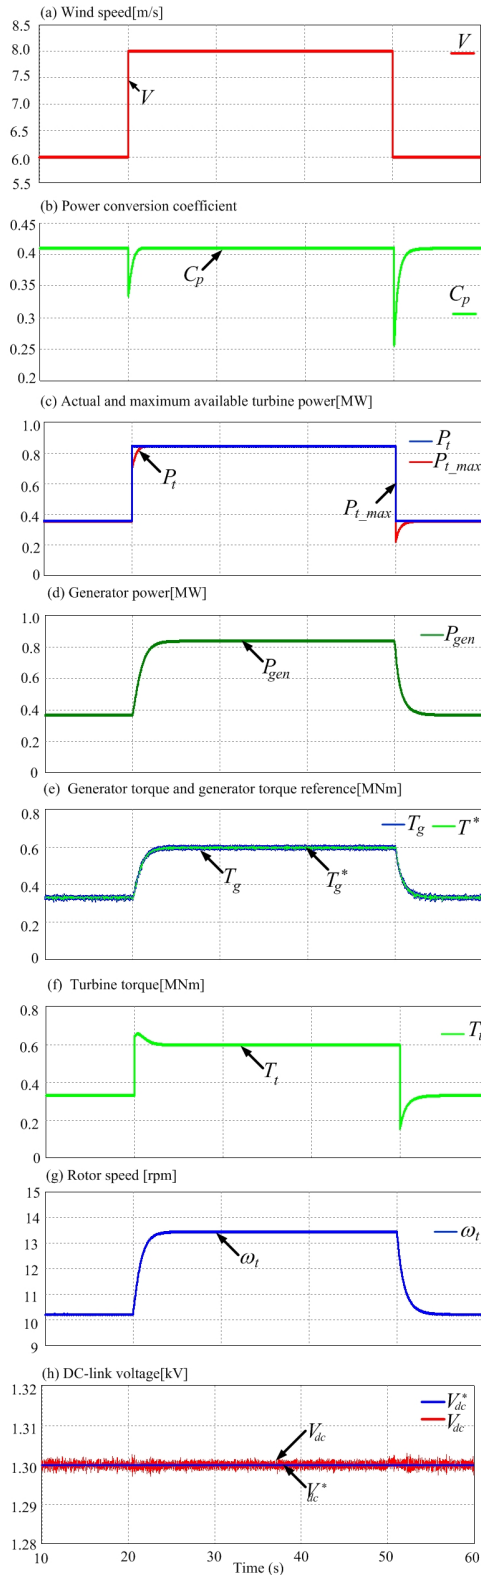 (a) Wind speed[m/s]
8.5
8.0
7.5
7.0
6.5
6.0
5.5
V
V
(b) Power conversion coefficient
0.45
0.4
0.35
0.3
0.25
0.2
Cp
Cp
(c) Actual and maximum available turbine power[MW]
1.0
0.8
0.6
0.4
0.2
0
Pt
Pt_max
Pt
Pt_max
(d) Generator power[MW]
1.0
0.8
0.6
0.4
0.2
0
Pgen
Pgen
(e) Generator torque and generator torque reference[MNm]
0.8
0.6
0.4
0.2
0
Tg T*
Tg
Tg*
(f) Turbine torque[MNm]
0.8
0.6
0.4
0.2
0
Tt
Tt
(g) Rotor speed [rpm]
15
14
13
12
11
10
9
ωt
ωt
(h) DC-link voltage[kV]
1.32
1.31
1.30
1.29
1.28
Vdc*
Vdc
Vdc
Vdc*
10 20 30 40 50 60
Time (s)